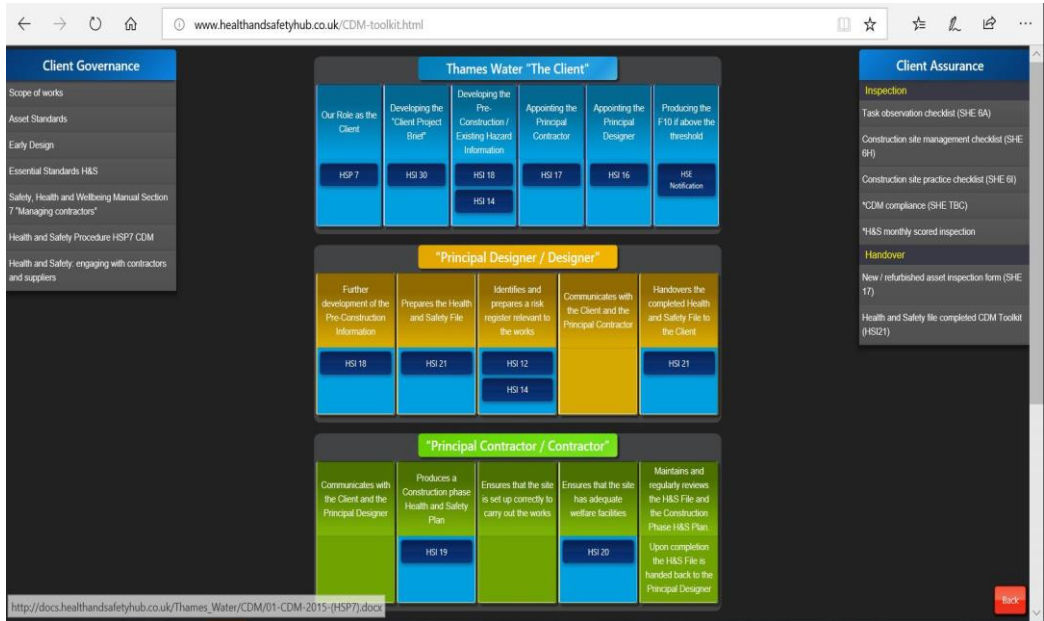 www.healthandsafetyhub.co.uk/CDM-toolkit.html
Client Governance
Scope of works
Asset Standards
Early Design
Essential Standards H&S
Safety, Health and Wellbeing Manual Section
7 "Managing contractors"
Health and Safety Procedure HSP7 CDM
Health and Safety: engaging with contractors
and suppliers
Thames Water "The Client"
Our Role as the
Client
HSP 7
Developing the
"Client Project
Brief"
HSI 30
Developing the
Pre-
Construction /
Existing Hazard
Information
HSI 18
HSI 14
Appointing the
Principal
Contractor
HSI 17
Appointing the
Principal
Designer
HSI 16
Producing the
F10 if above the
threshold
HSE
Notification
"Principal Designer / Designer"
Further
development of the
Pre-Construction
Information
HSI 18
Prepares the Health
and Safety File
HSI 21
Identifies and
prepares a risk
register relevant to
the works
HSI 12
HSI 14
Communicates with
the Client and the
Principal Contractor
Handovers the
completed Health
and Safety File to
the Client
HSI 21
"Principal Contractor / Contractor"
Communicates with
the Client and the
Principal Designer
Produces a
Construction phase
Health and Safety
Plan
HSI 19
Ensures that the site
is set up correctly to
carry out the works
Ensures that the site
has adequate
welfare facilities
HSI 20
Maintains and
regularly reviews
the H&S File and
the Construction
Phase H&S Plan.
Upon completion
the H&S File is
handed back to the
Principal Designer
Client Assurance
Inspection
Task observation checklist (SHE 6A)
Construction site management checklist (SHE
6H)
Construction site practice checklist (SHE 6I)
*CDM compliance (SHE TBC)
*H&S monthly scored inspection
Handover
New / refurbished asset inspection form (SHE
17)
Health and Safety file completed CDM Toolkit
(HSI21)
Back
http://docs.healthandsafetyhub.co.uk/Thames_Water/CDM/01-CDM-2015-(HSP7).docx